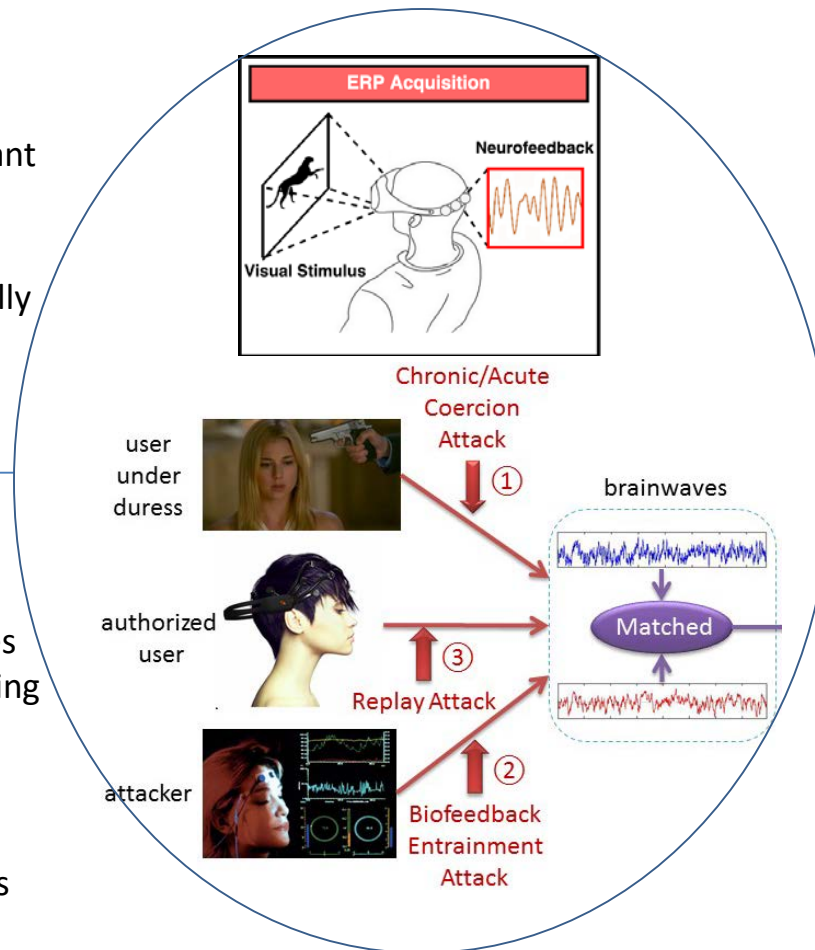 ERP Acquisition
Neurofeedback
Visual Stimulus
Chronic/Acute
Coercion
Attack
①
user
under
duress
brainwaves
authorized
user
Matched
③
Replay Attack
attacker
②
Biofeedback
Entrainment
Attack